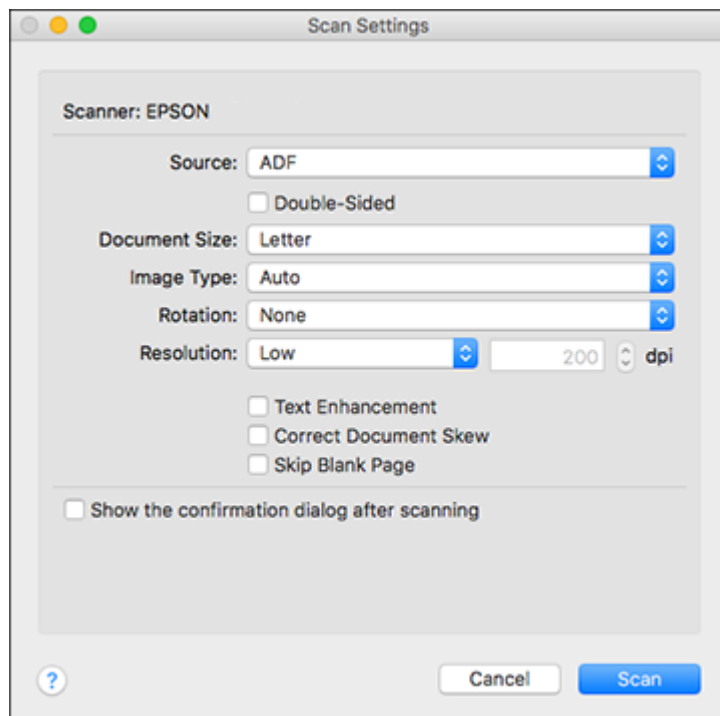 Scan Settings
Scanner: EPSON
Source: ADF
Double-Sided
Document Size: Letter
Image Type: Auto
Rotation: None
Resolution: Low 200 dpi
Text Enhancement
Correct Document Skew
Skip Blank Page
Show the confirmation dialog after scanning
? Cancel Scan